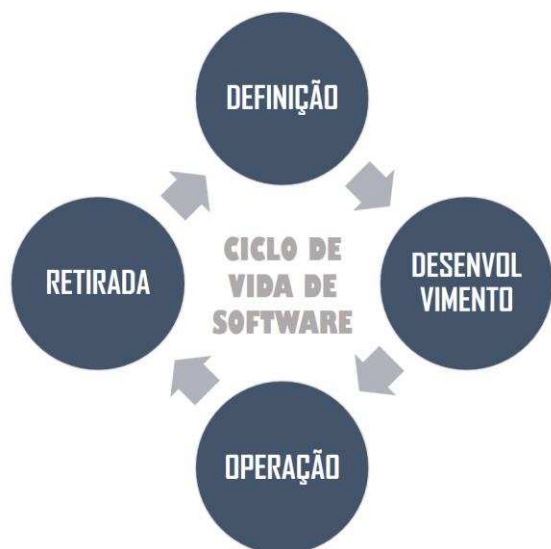 DEFINIÇÃO
RETIRADA
CICLO DE
VIDA DE
SOFTWARE
DESENVOL
VIMENTO
OPERAÇÃO